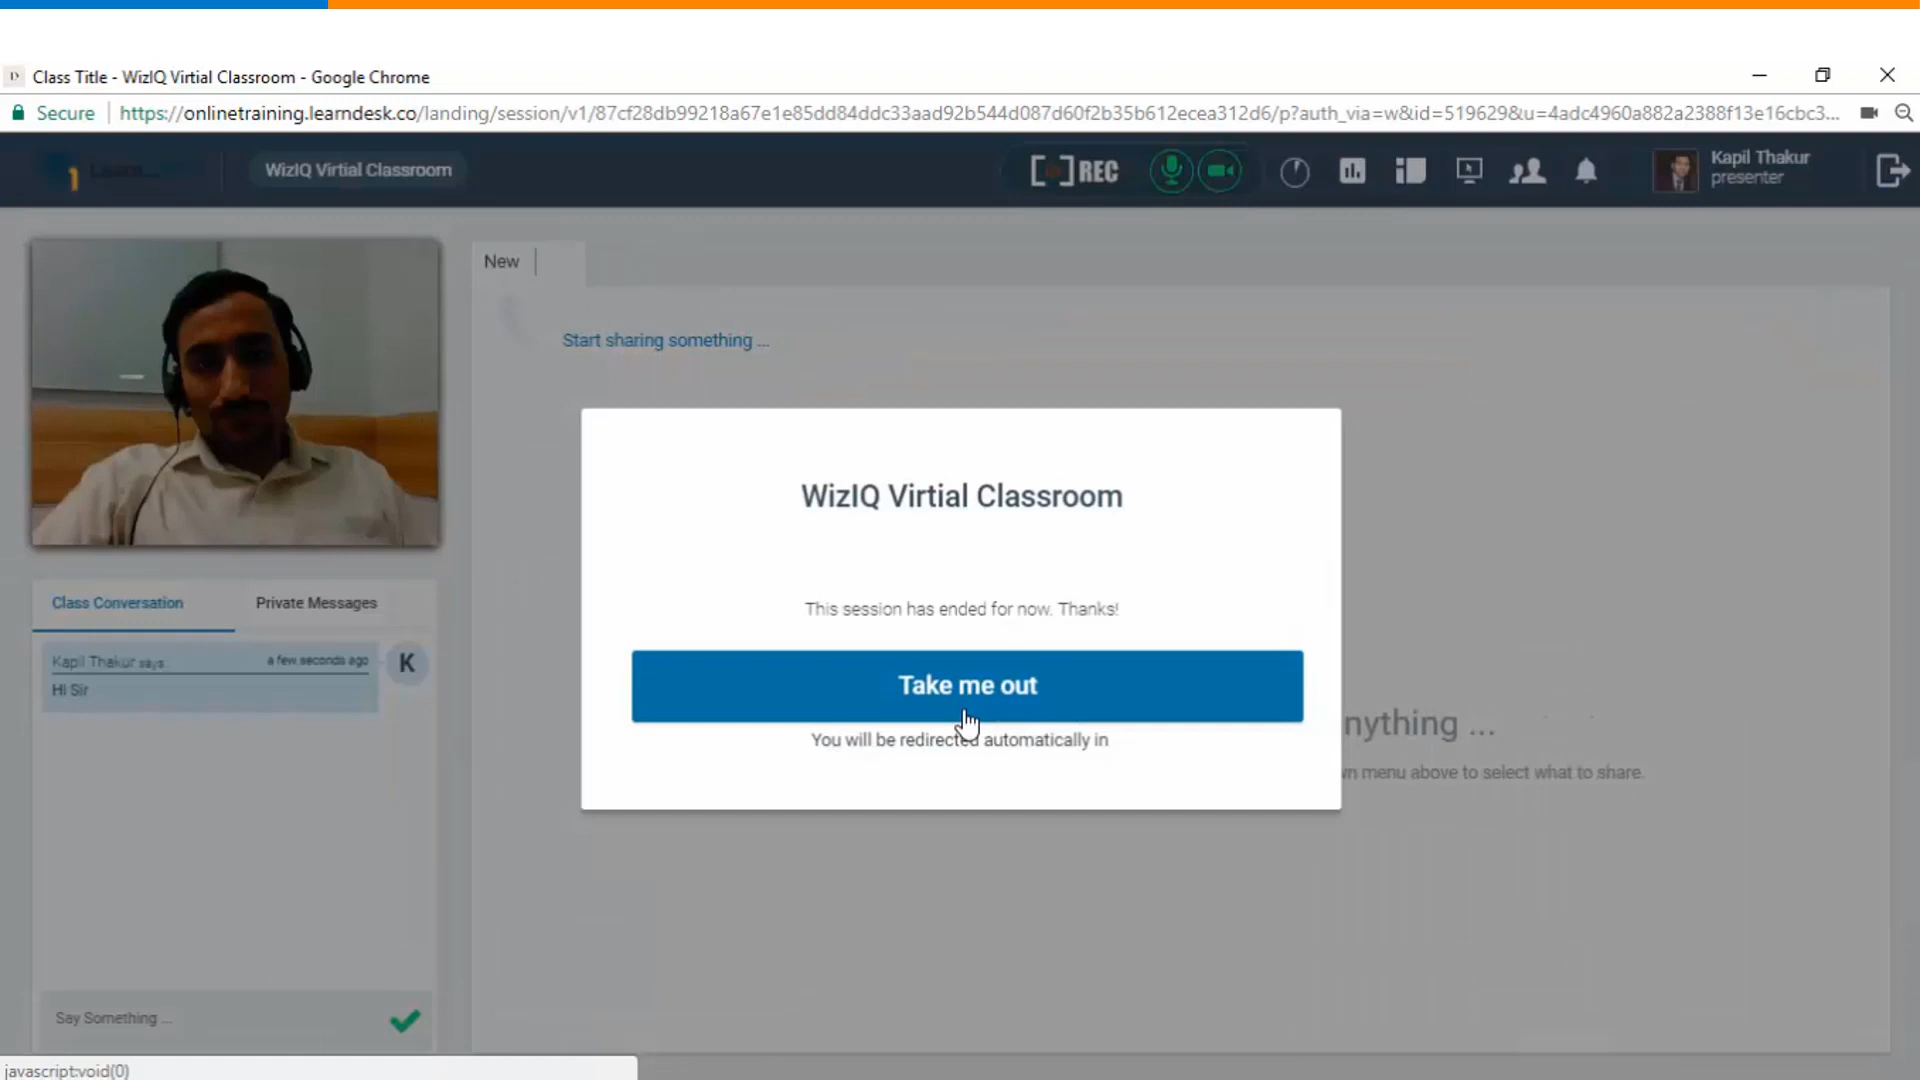 Class Title - WizIQ Virtial Classroom - Google Chrome
Secure https://onlinetraining.learndesk.co/landing/session/v1/87cf28db99218a67e1e85dd84ddc33aad92b544d087d60f2b35b612ecea312d6/p?auth_via=w&id=519629&u=4adc4960a882a2388f13e16cbc3...
1 Learn
WizIQ Virtial Classroom
REC
Kapil Thakur
presenter
New
Start sharing something ...
WizIQ Virtial Classroom
This session has ended for now. Thanks!
Take me out
You will be redirected automatically in
nything ...
wn menu above to select what to share.
Class Conversation Private Messages
Kapil Thakur says.. a few seconds ago K
Hi Sir
Say Something ...
javascript:void(0)